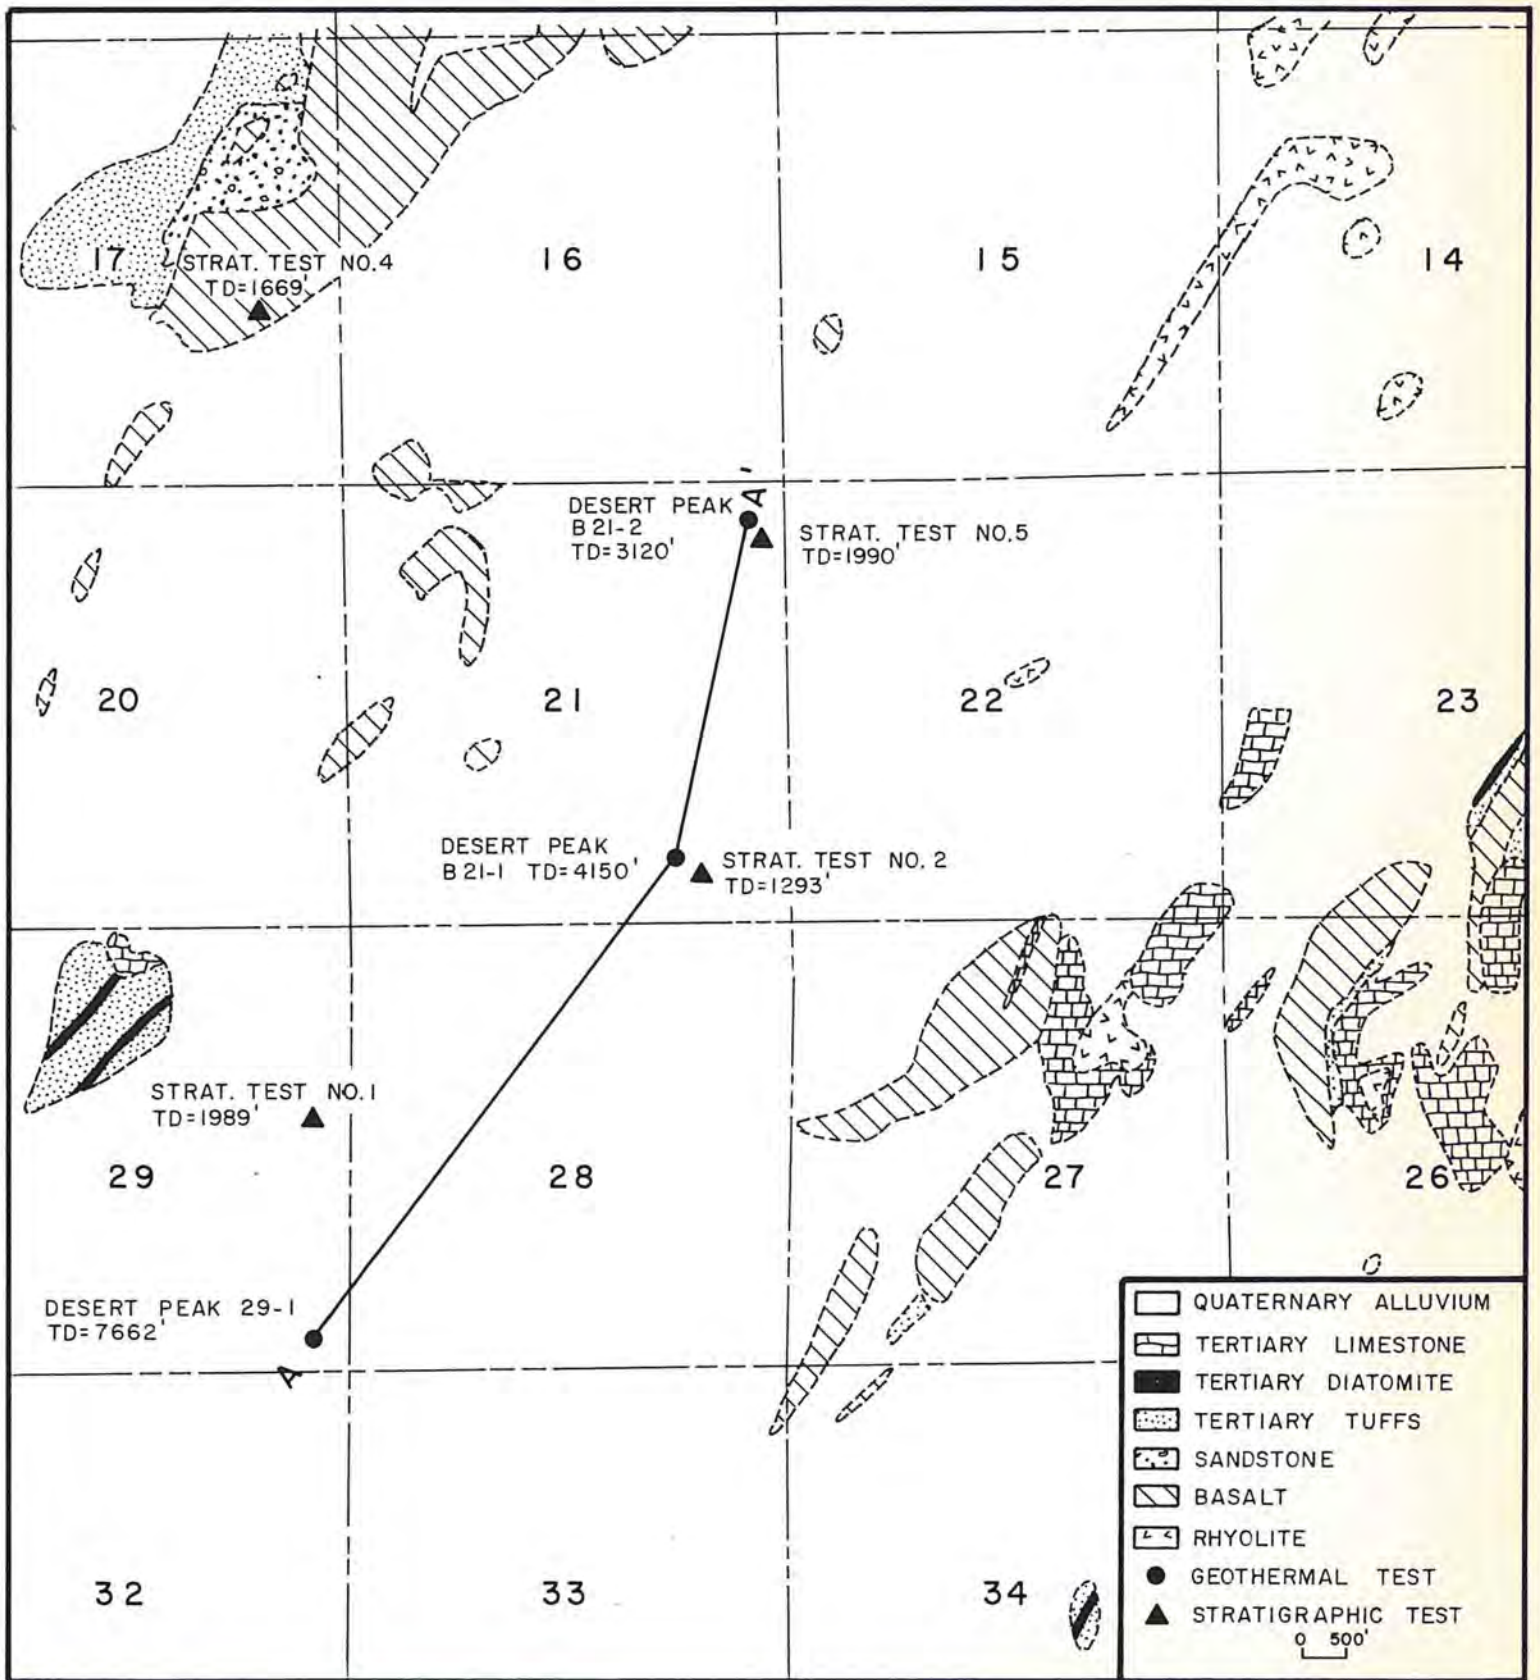 17
STRAT. TEST NO.4
TD=1669'
16
15
14
DESERT PEAK
B21-2
TD=3120'
A'
STRAT. TEST NO.5
TD=1990'
20
21
22
23
DESERT PEAK
B21-1 TD=4150'
STRAT. TEST NO. 2
TD=1293'
STRAT. TEST NO.1
TD=1989'
29
28
27
26
DESERT PEAK 29-1
TD=7662'
A
QUATERNARY ALLUVIUM
TERTIARY LIMESTONE
TERTIARY DIATOMITE
TERTIARY TUFFS
SANDSTONE
BASALT
RHYOLITE
GEOTHERMAL TEST
STRATIGRAPHIC TEST
0 500'
32
33
34